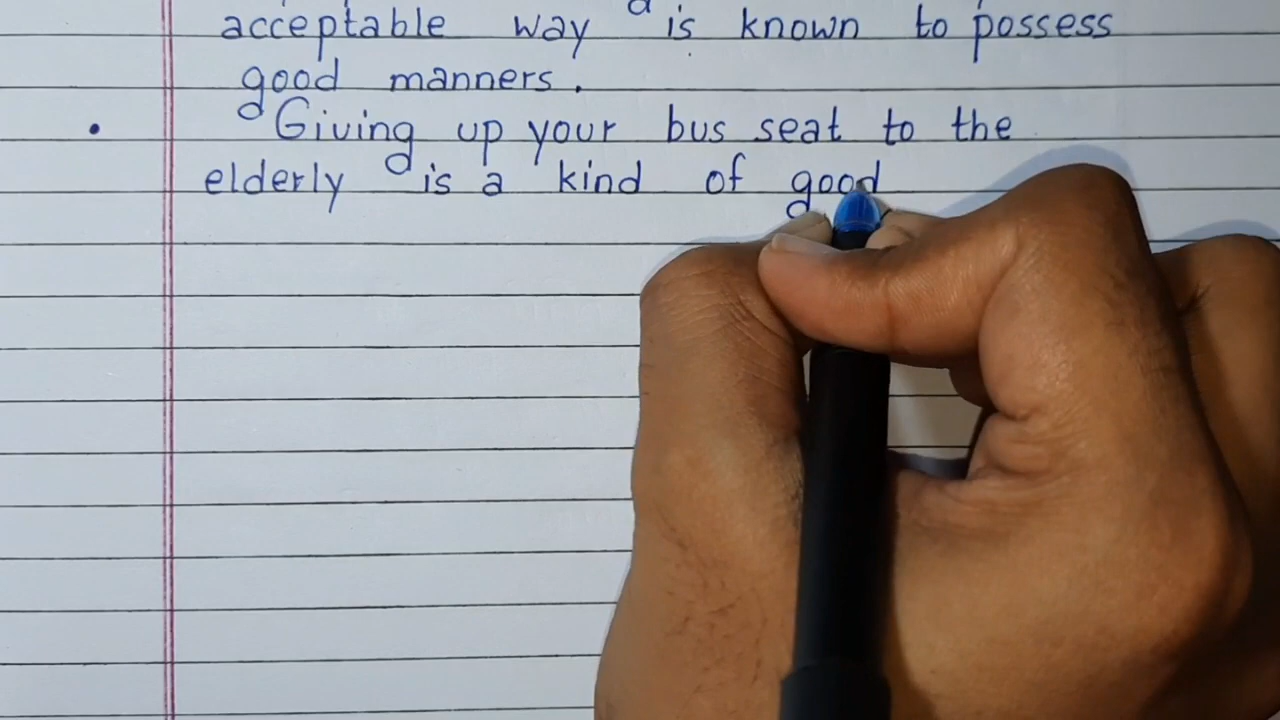 acceptable way is known to possess
good manners.
• Giving up your bus seat to the
elderly is a kind of good